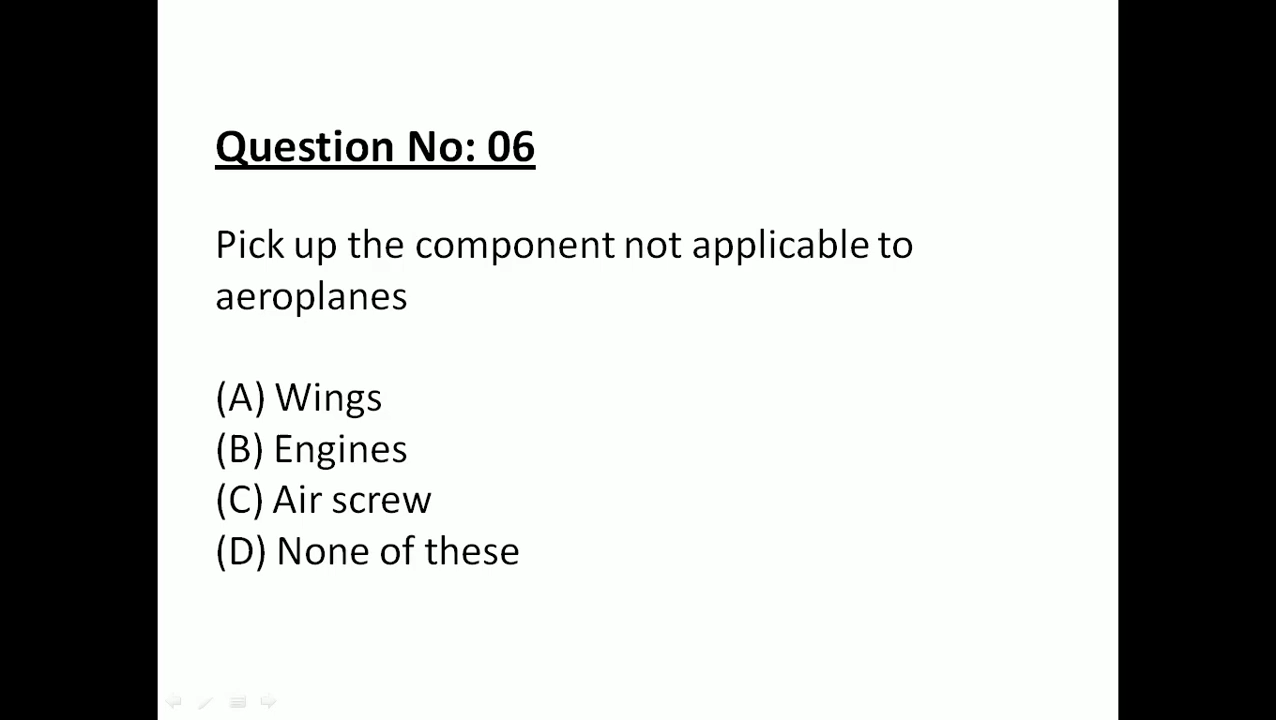 Question No: 06
Pick up the component not applicable to
aeroplanes
(A) Wings
(B) Engines
(C) Air screw
(D) None of these